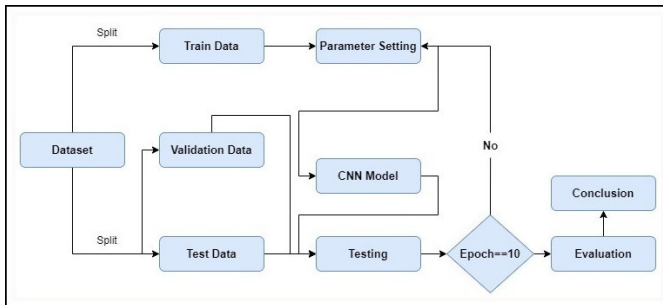 Split
Train Data
Parameter Setting
Dataset
Validation Data
No
CNN Model
Conclusion
Split
Test Data
Testing
Epoch==10
Evaluation